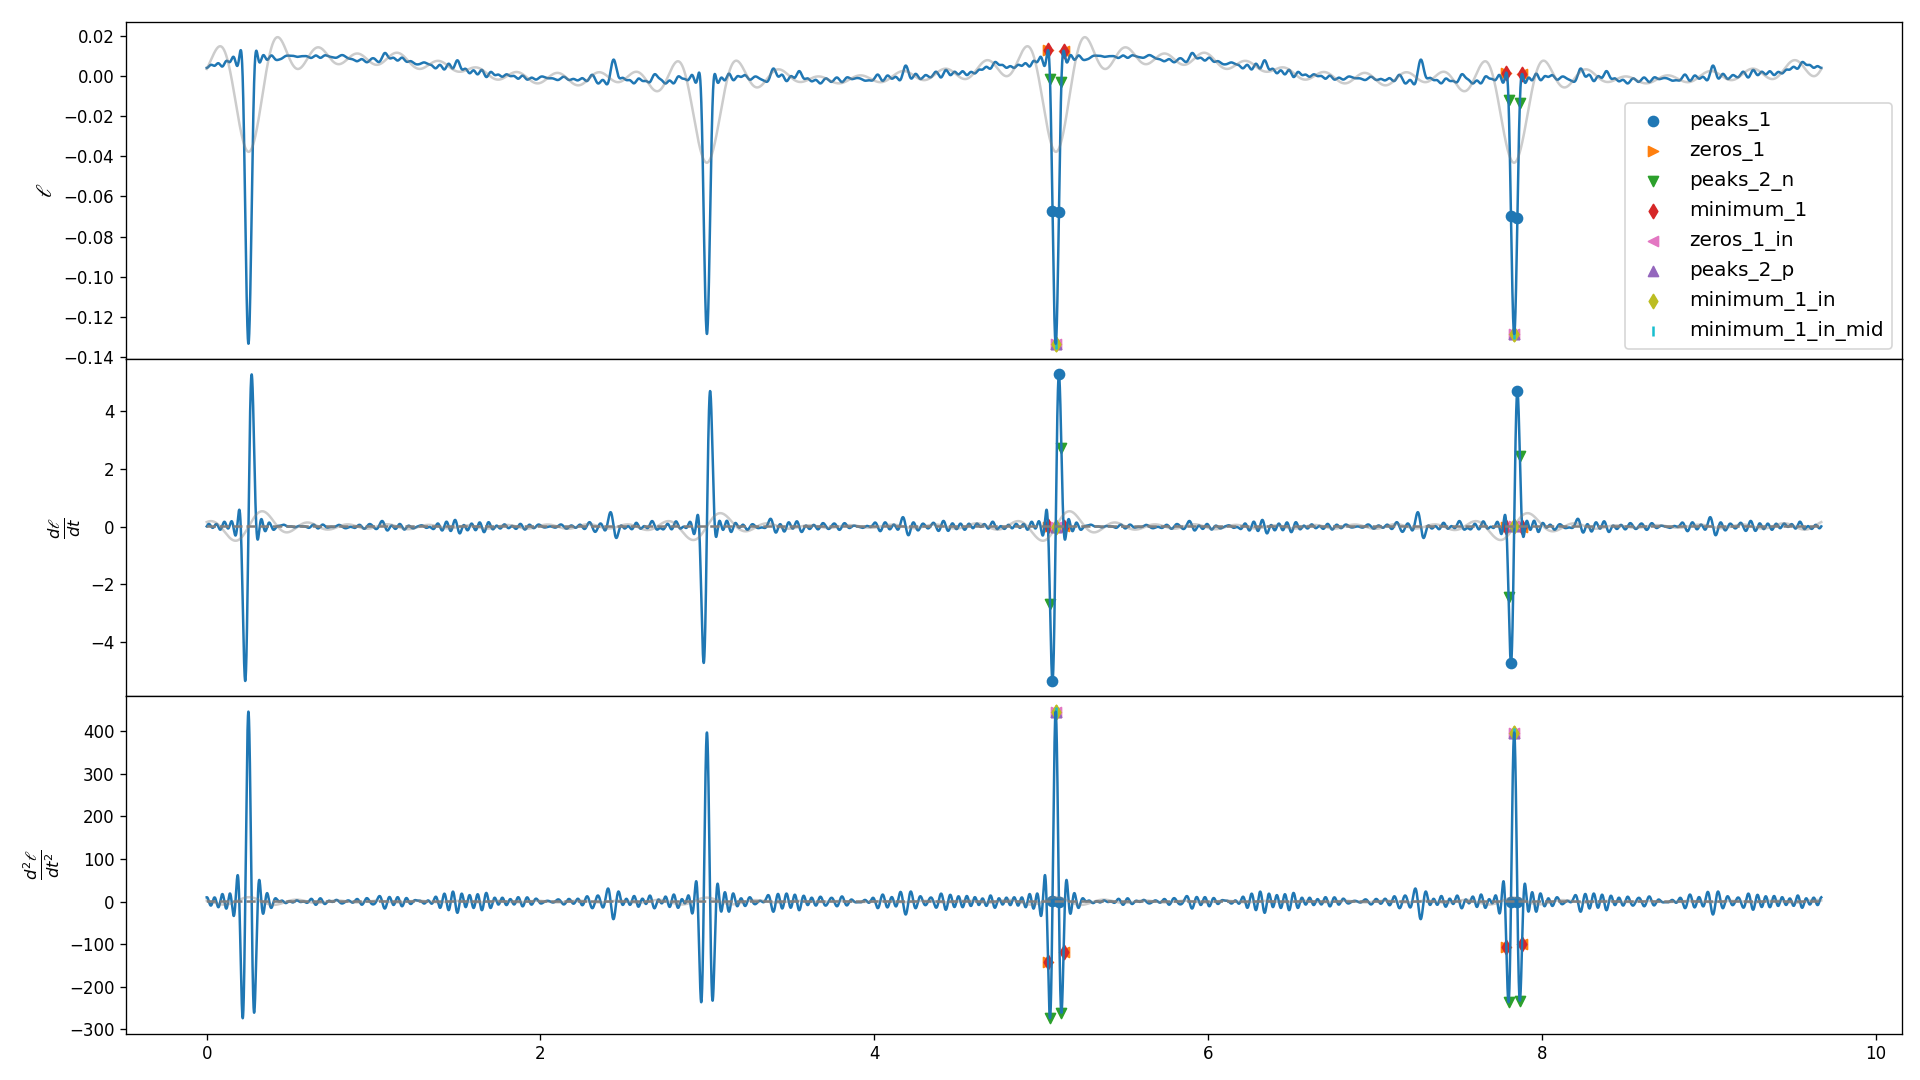 0.02
0.00
−0.02
−0.04
−0.06
−0.08
−0.10
−0.12
−0.14
ℓ
peaks_1
zeros_1
peaks_2_n
minimum_1
zeros_1_in
peaks_2_p
minimum_1_in
minimum_1_in_mid
4
2
0
−2
−4
dℓ
dt
400
300
200
100
0
−100
−200
−300
d²ℓ
dt²
0 2 4 6 8 10